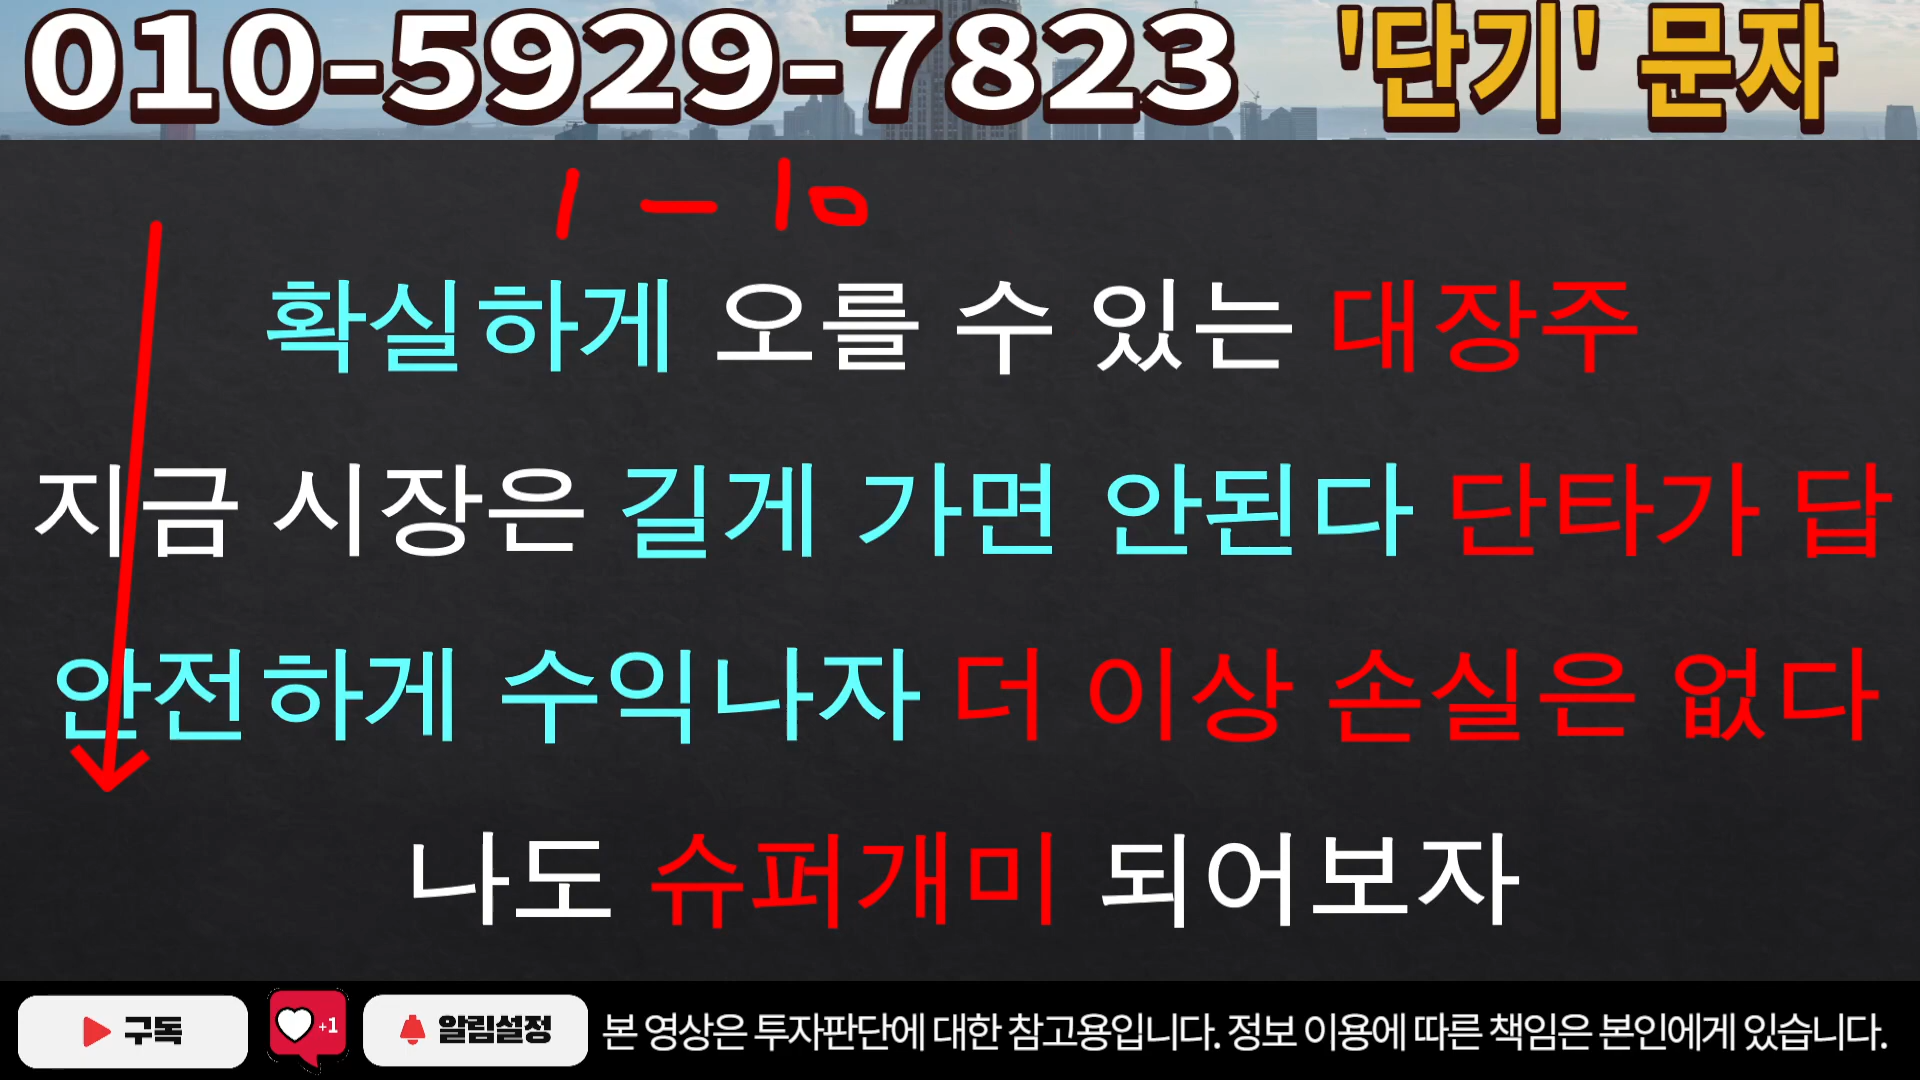 010-5929-7823 '단기' 문자
1 - 10
확실하게 오를 수 있는 대장주
지금 시장은 길게 가면 안된다 단타가 답
안전하게 수익나자 더 이상 손실은 없다
나도 슈퍼개미 되어보자
구독 +1 알림설정 본 영상은 투자판단에 대한 참고용입니다. 정보 이용에 따른 책임은 본인에게 있습니다.